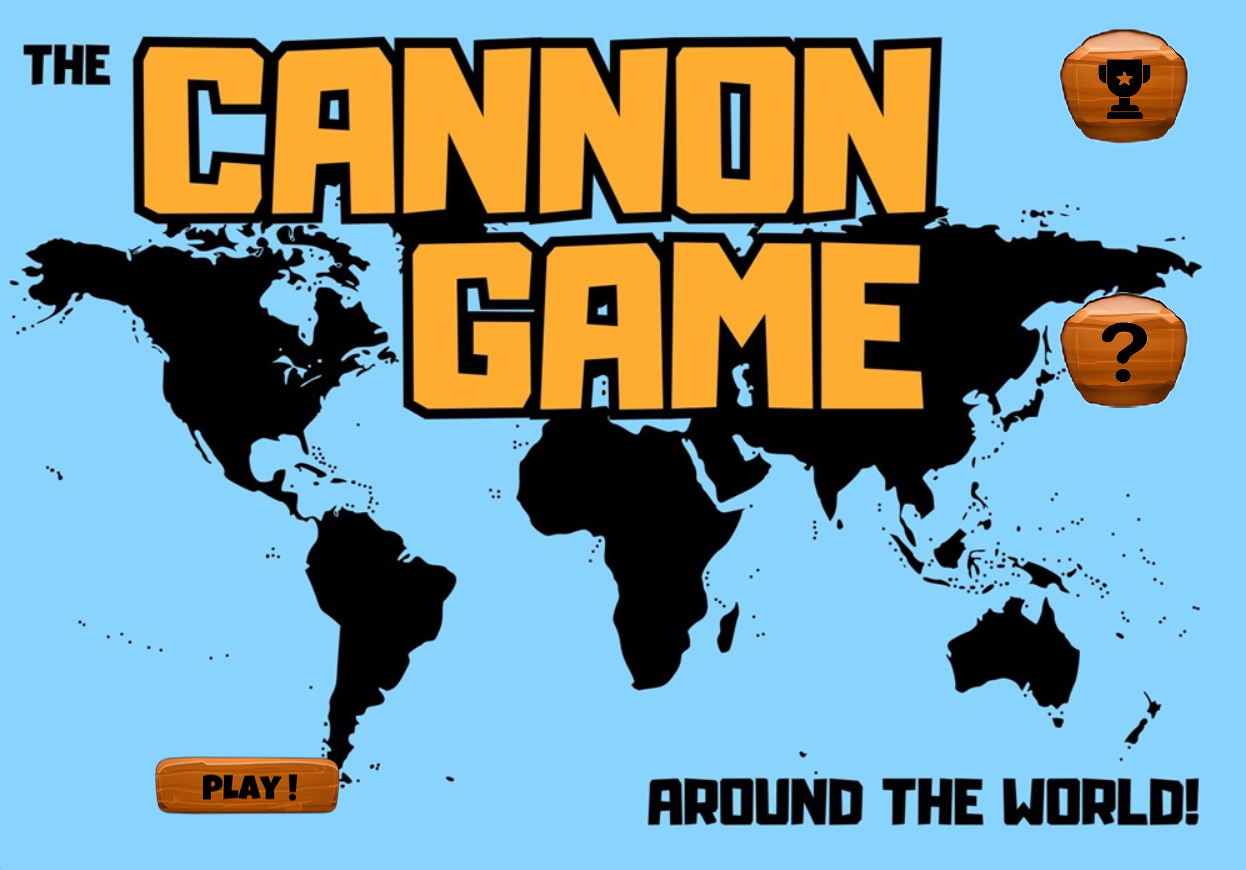 THE CANNON
GAME
?
PLAY !
AROUND THE WORLD!